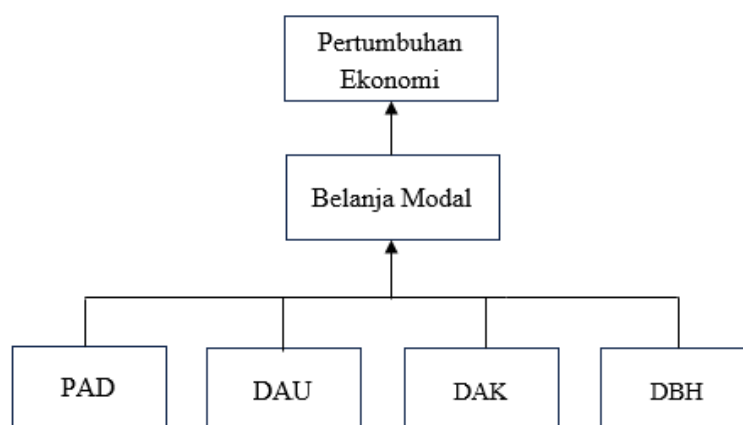 Pertumbuhan
Ekonomi
Belanja Modal
PAD
DAU
DAK
DBH